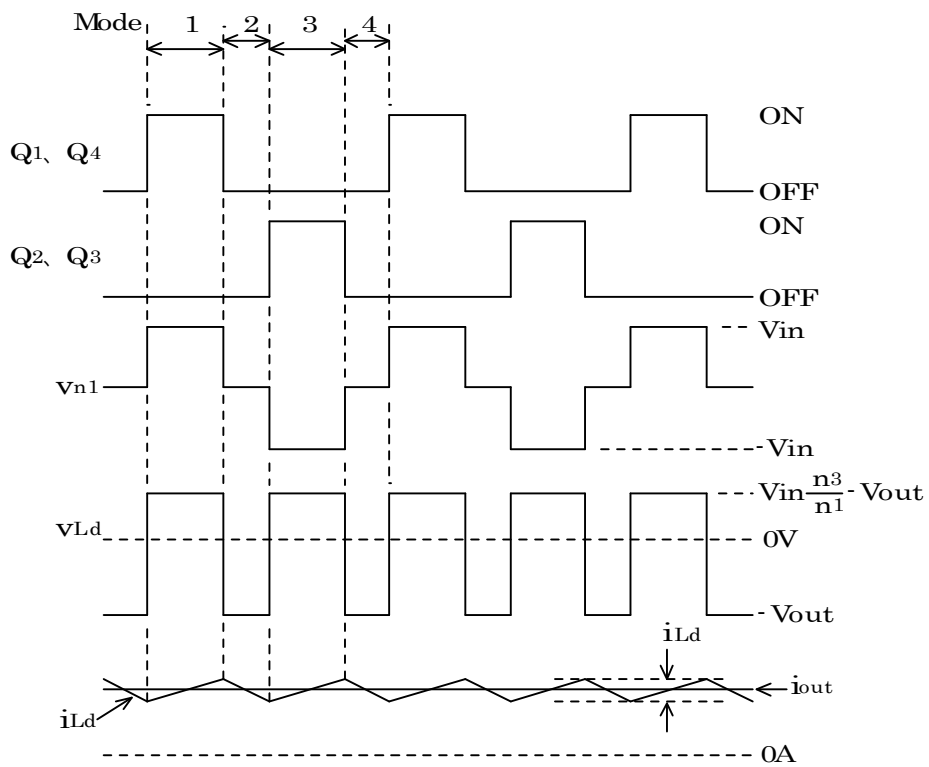 Mode 1 2 3 4
ON
Q1、Q4
OFF
ON
Q2、Q3
OFF
Vin
vn1
-Vin
Vin n3/n1 - Vout
vLd
0V
-Vout
iLd
iout
iLd
0A